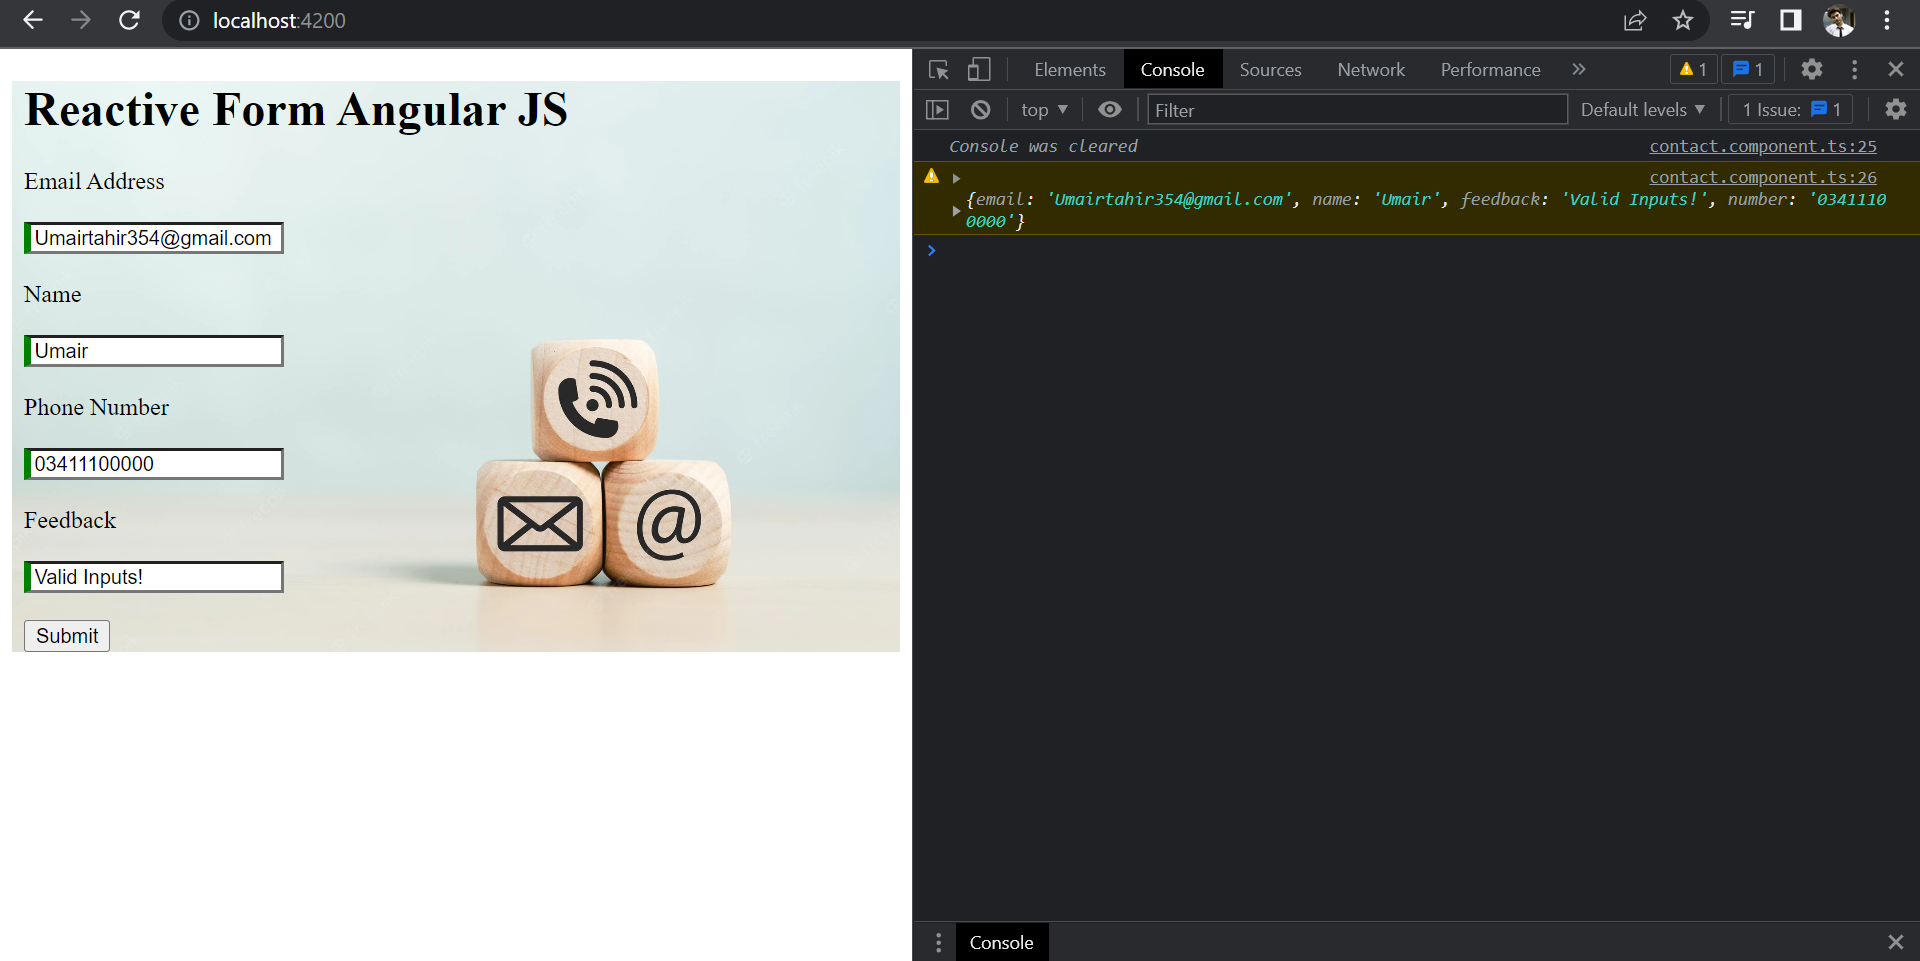 localhost:4200
Reactive Form Angular JS
Email Address
Umairtahir354@gmail.com
Name
Umair
Phone Number
03411100000
Feedback
Valid Inputs!
Submit
@
Elements Console Sources Network Performance 1 1
top Filter Default levels 1 Issue: 1
Console was cleared contact.component.ts:25
contact.component.ts:26
{email: 'Umairtahir354@gmail.com', name: 'Umair', feedback: 'Valid Inputs!', number: '0341110
0000'}
Console